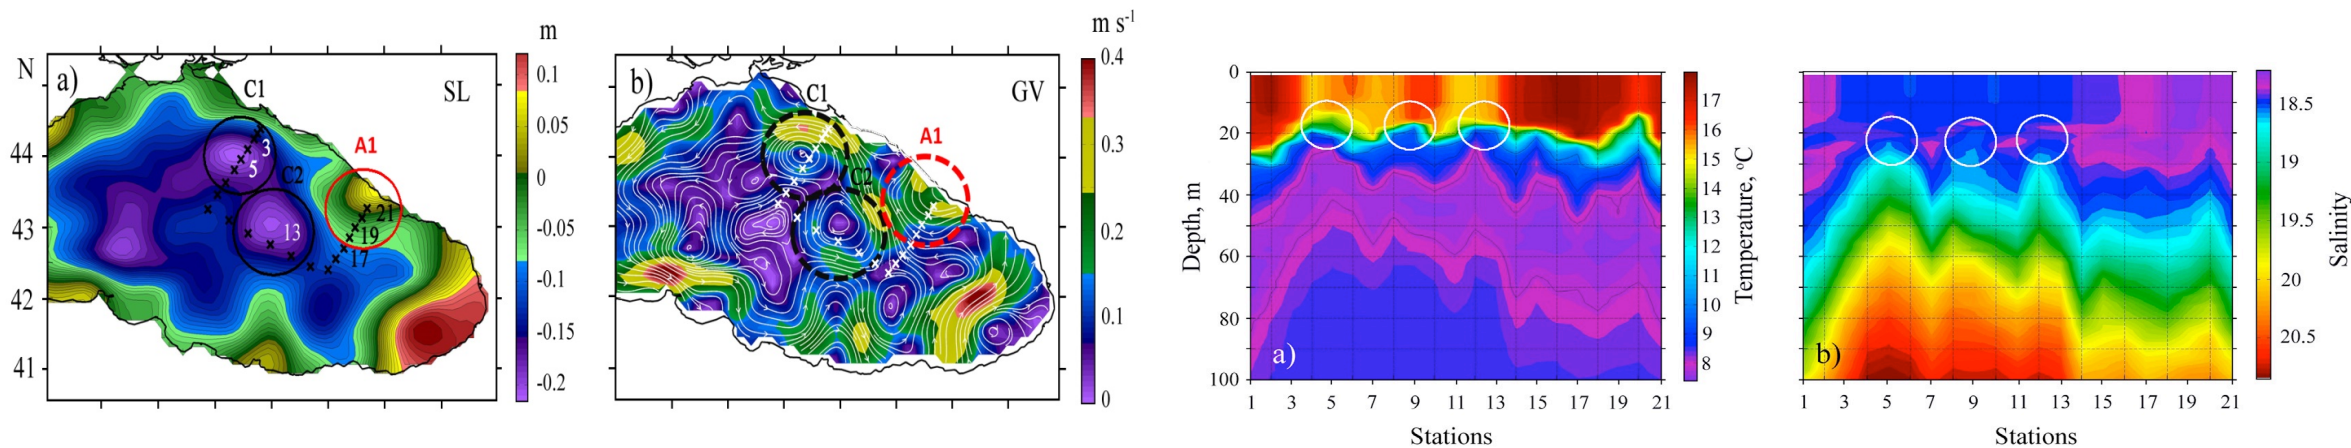 m
N
a)
SL
C1
3
5
C2
13
A1
21
19
17
44
43
42
41
0.1
0.05
0
-0.05
-0.1
-0.15
-0.2
m s-1
b)
GV
C1
C2
A1
0.4
0.3
0.2
0.1
0
Depth, m
0
20
40
60
80
100
a)
1 3 5 7 9 11 13 15 17 19 21
Stations
17
16
15
14
13
12
11
10
9
8
Temperature, °C
b)
1 3 5 7 9 11 13 15 17 19 21
Stations
18.5
19
19.5
20
20.5
Salinity